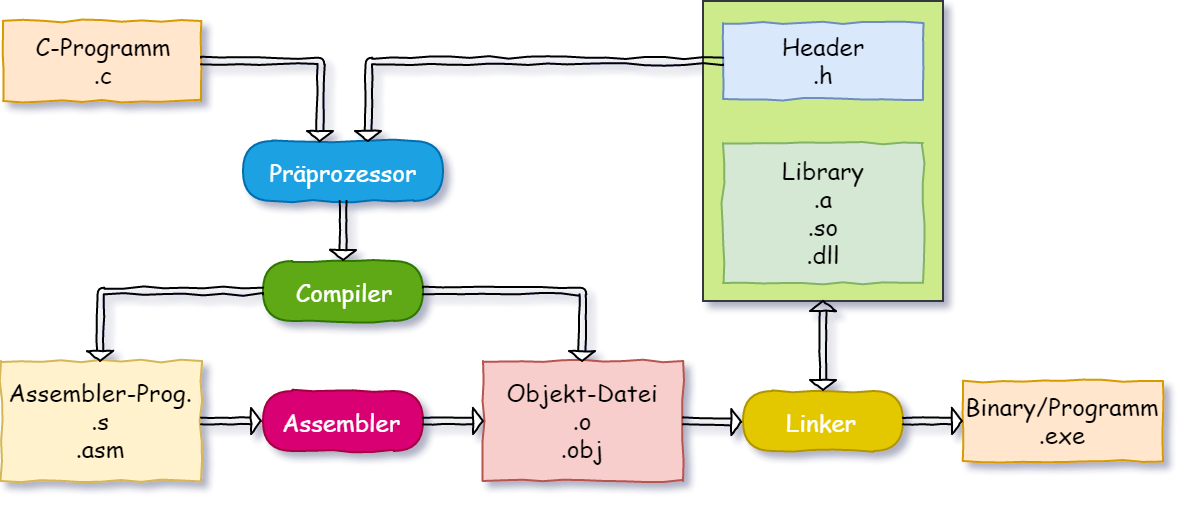 C-Programm
.c
Header
.h
Präprozessor
Library
.a
.so
.dll
Compiler
Assembler-Prog.
.s
.asm
Assembler
Objekt-Datei
.o
.obj
Linker
Binary/Programm
.exe